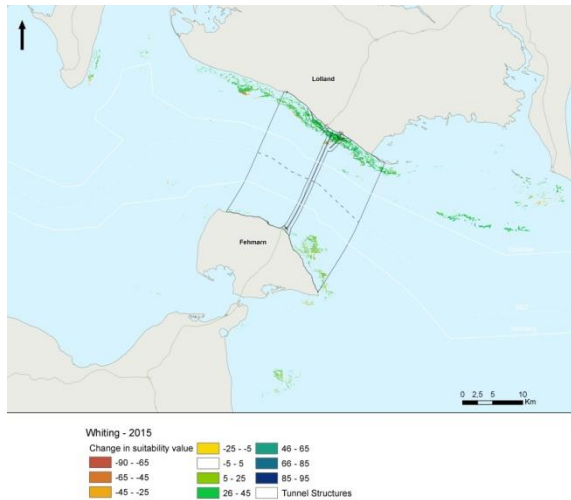 Lolland
Fehmarn
0 2,5 5 10
Km
Whiting - 2015
Change in suitability value
-90 - -65
-65 - -45
-45 - -25
-25 - -5
-5 - 5
5 - 25
26 - 45
46 - 65
66 - 85
85 - 95
Tunnel Structures